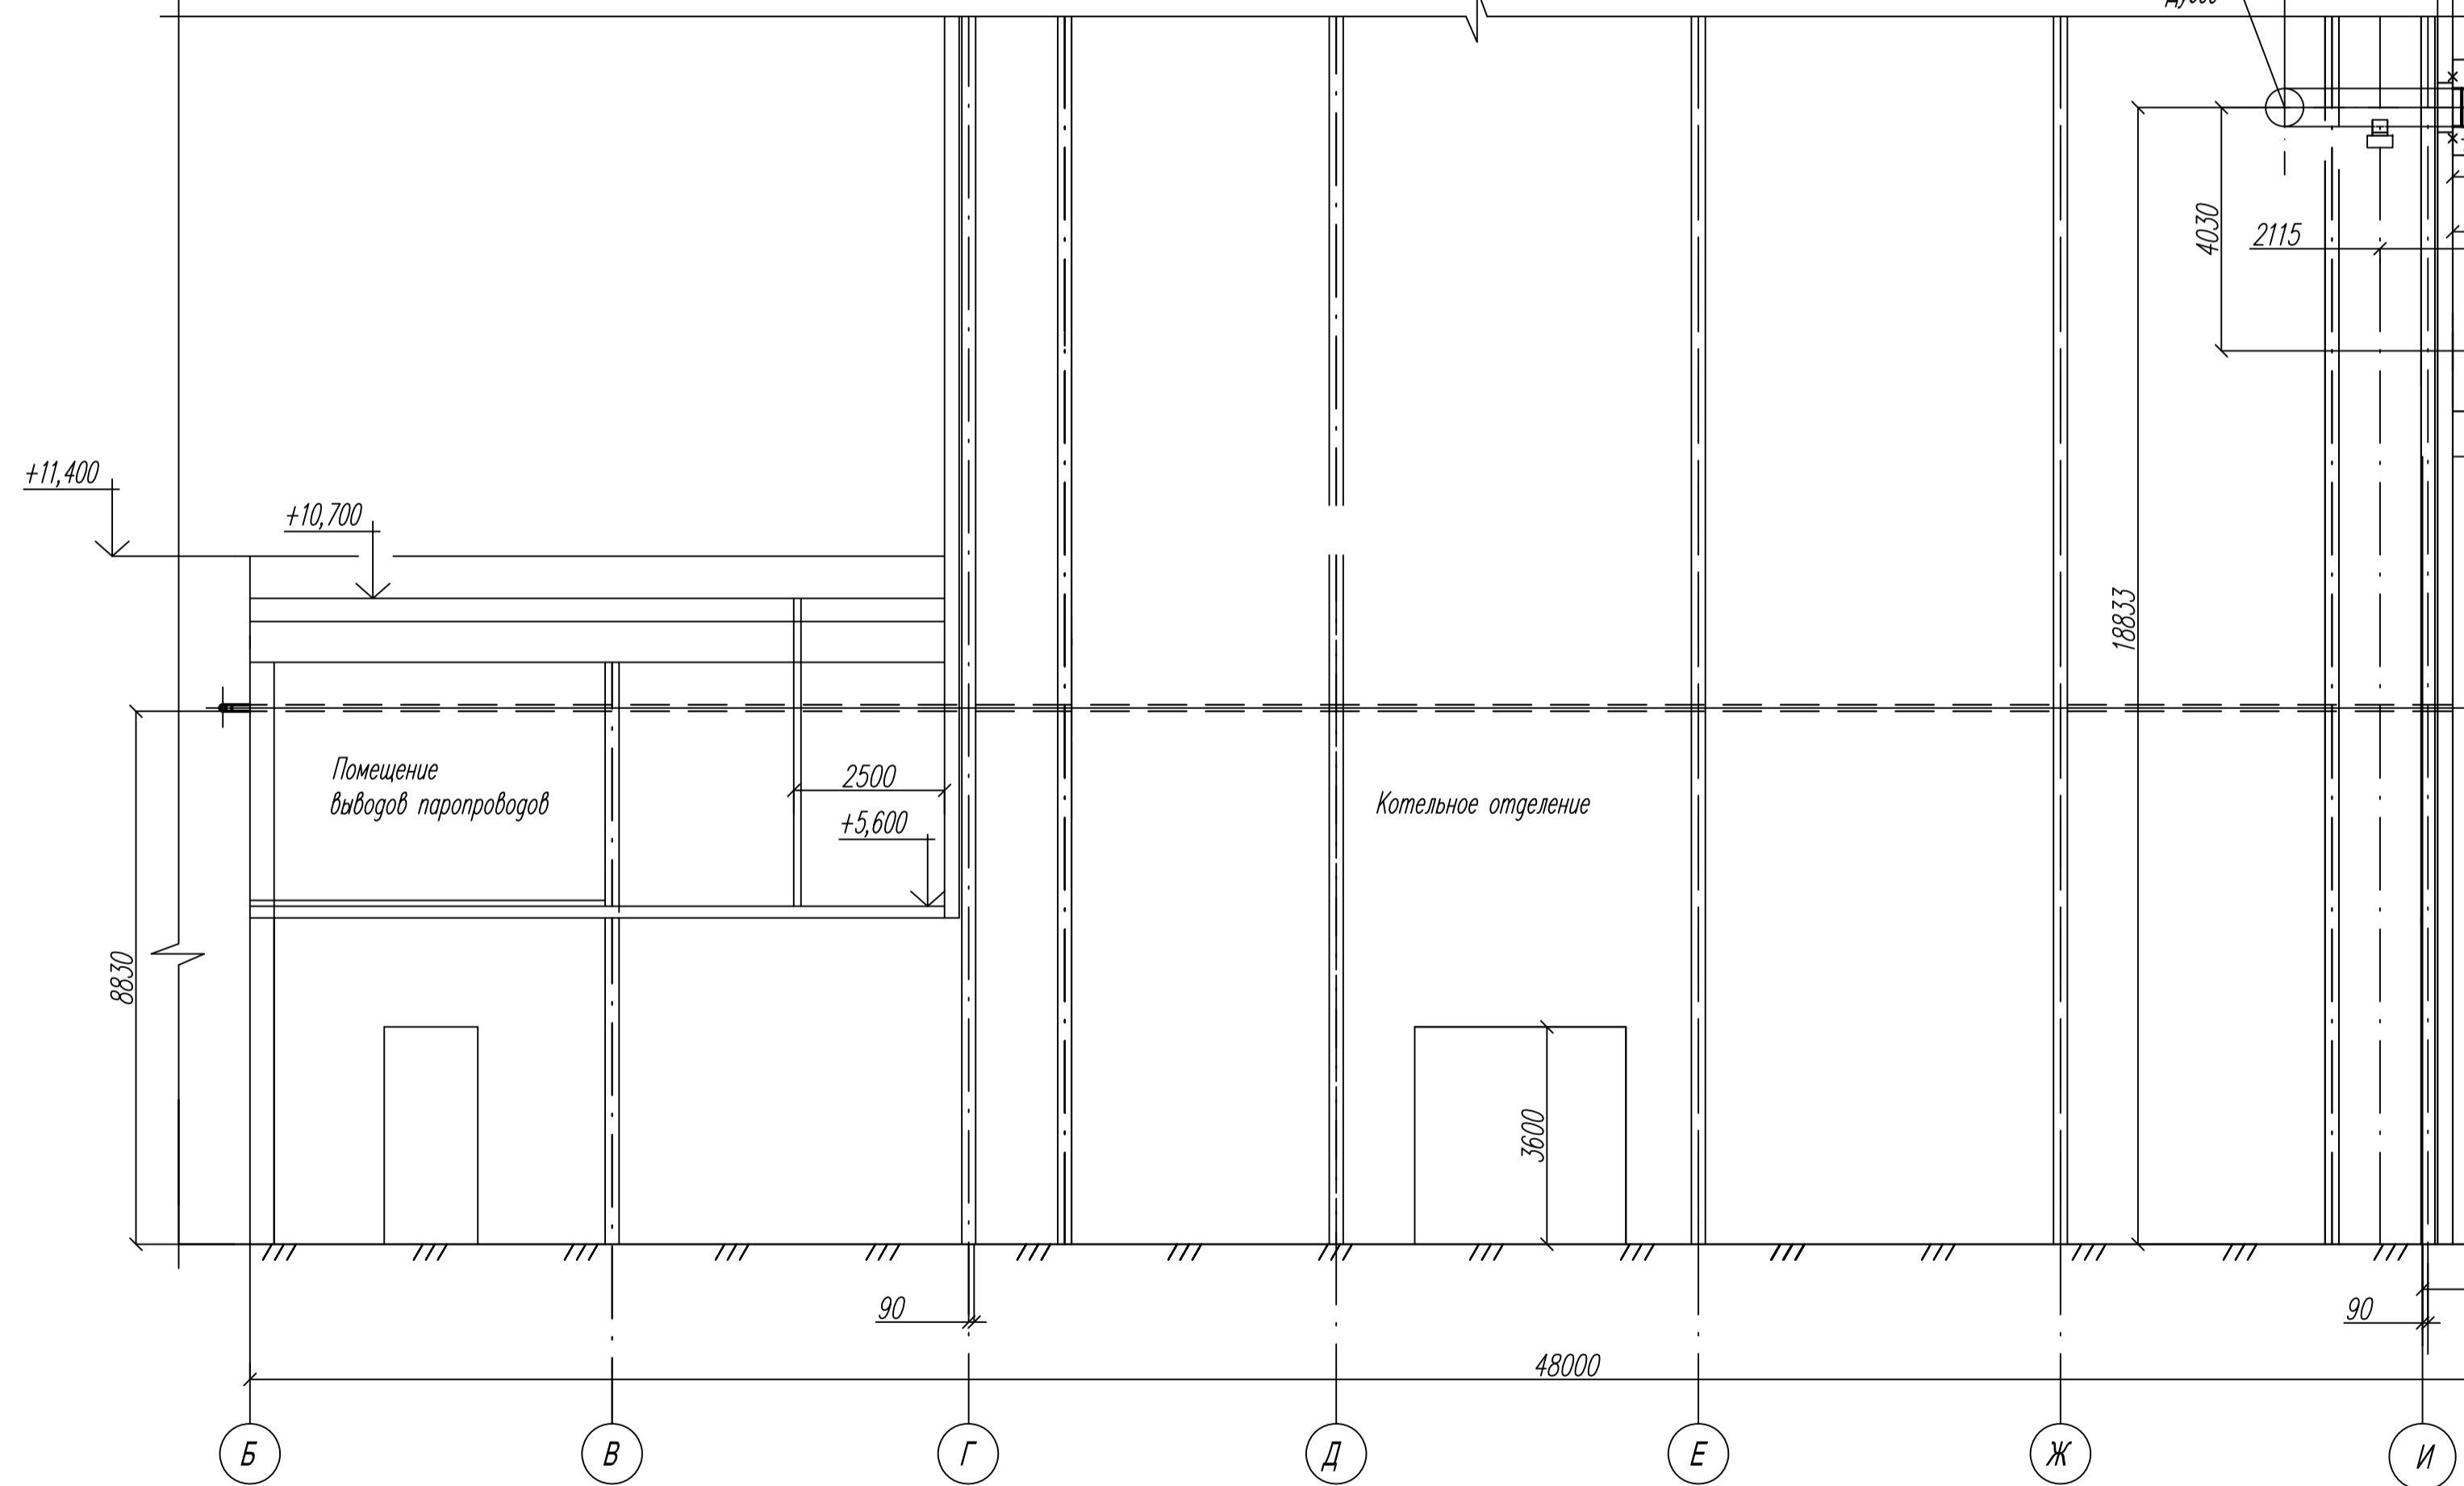 4030
2115
+11,400
+10,700
18833
Помещение
выводов паропроводов
2500
+5,600
Котельное отделение
8830
3600
90
90
48000
Б
В
Г
Д
Е
Ж
И